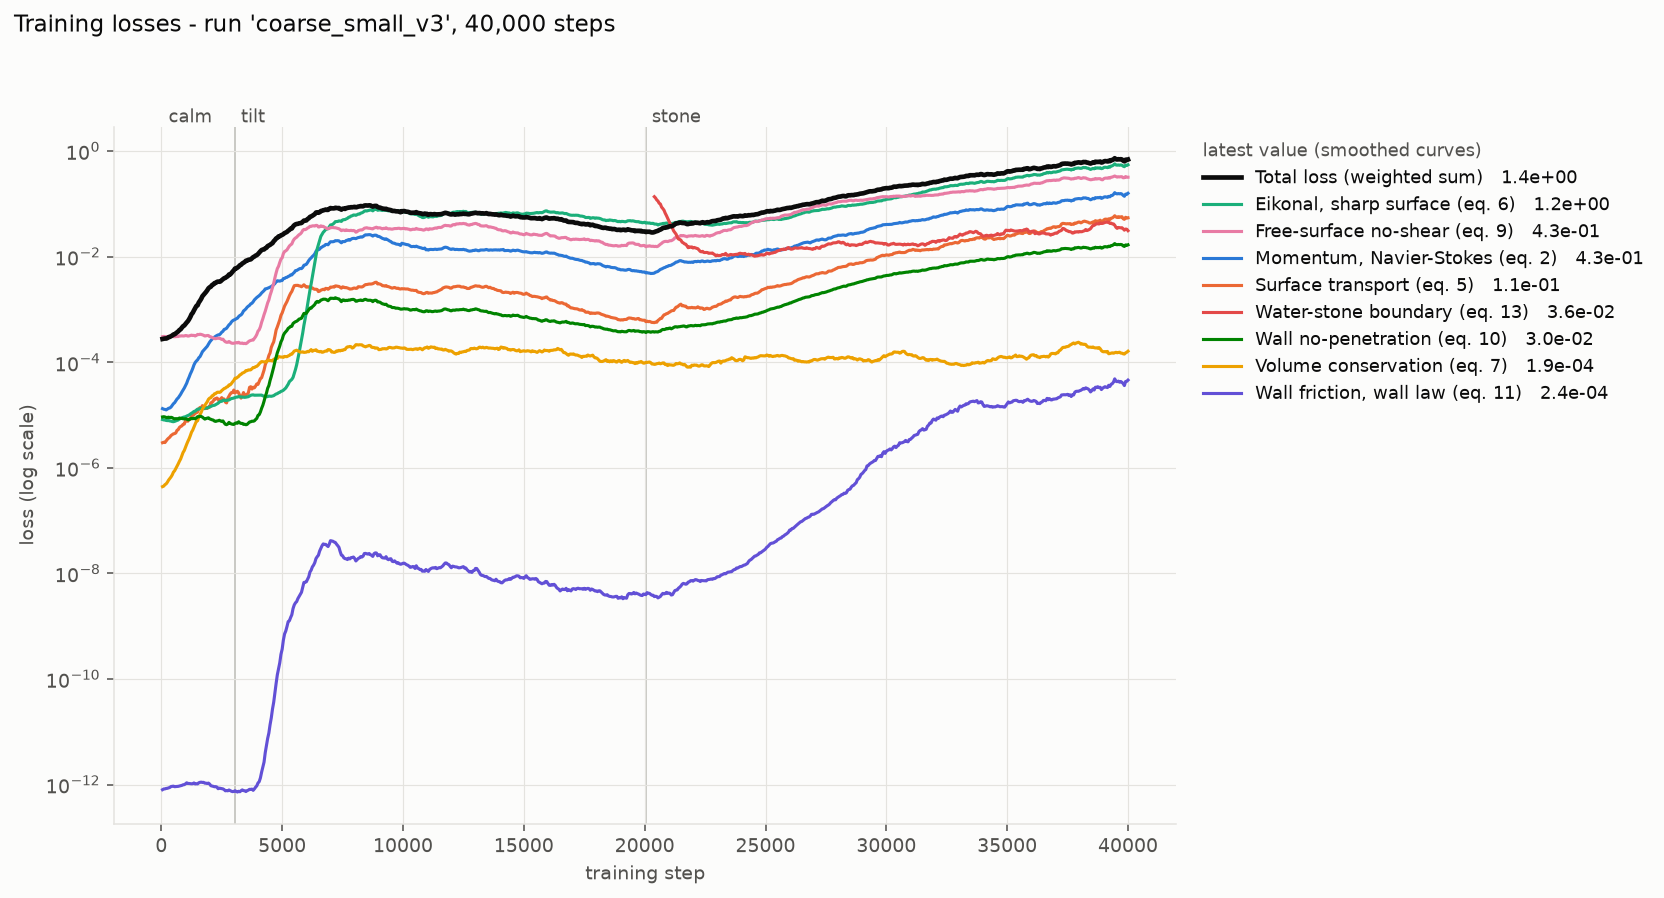 Training losses - run 'coarse_small_v3', 40,000 steps
calm
tilt
stone
10⁰
10⁻²
10⁻⁴
10⁻⁶
10⁻⁸
10⁻¹⁰
10⁻¹²
loss (log scale)
0
5000
10000
15000
20000
25000
30000
35000
40000
training step
latest value (smoothed curves)
Total loss (weighted sum) 1.4e+00
Eikonal, sharp surface (eq. 6) 1.2e+00
Free-surface no-shear (eq. 9) 4.3e-01
Momentum, Navier-Stokes (eq. 2) 4.3e-01
Surface transport (eq. 5) 1.1e-01
Water-stone boundary (eq. 13) 3.6e-02
Wall no-penetration (eq. 10) 3.0e-02
Volume conservation (eq. 7) 1.9e-04
Wall friction, wall law (eq. 11) 2.4e-04